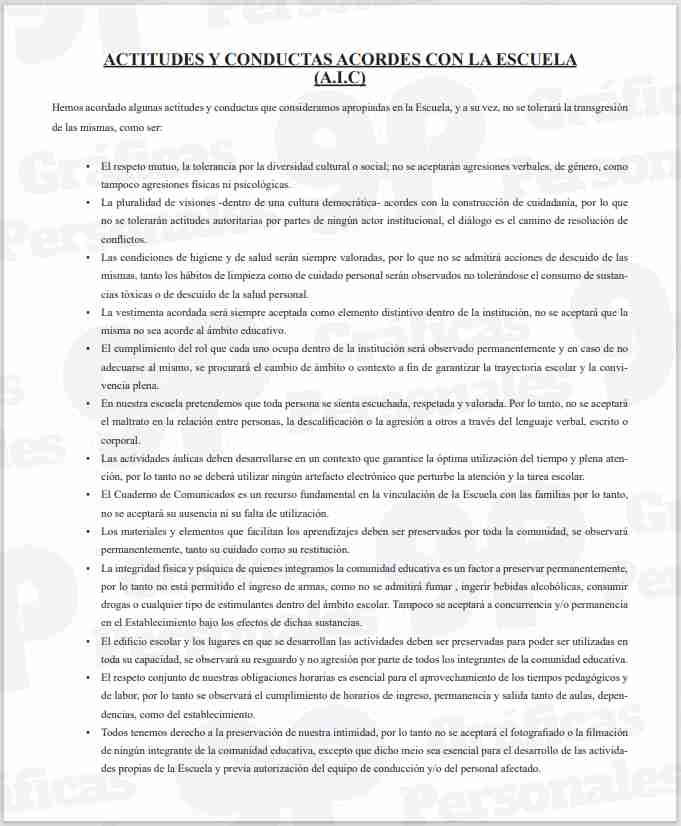 ACTITUDES Y CONDUCTAS ACORDES CON LA ESCUELA
(A.I.C)
Hemos acordado algunas actitudes y conductas que consideramos apropiadas en la Escuela, y a su vez, no se tolerará la transgresión
de las mismas, como ser:
• El respeto mutuo, la tolerancia por la diversidad cultural o social; no se aceptarán agresiones verbales, de género, como
tampoco agresiones físicas ni psicológicas.
• La pluralidad de visiones -dentro de una cultura democrática- acordes con la construcción de cuidadanía, por lo que
no se tolerarán actitudes autoritarias por partes de ningún actor institucional, el diálogo es el camino de resolución de
conflictos.
• Las condiciones de higiene y de salud serán siempre valoradas, por lo que no se admitirá acciones de descuido de las
mismas, tanto los hábitos de limpieza como de cuidado personal serán observados no tolerándose el consumo de sustan-
cias tóxicas o de descuido de la salud personal.
• La vestimenta acordada será siempre aceptada como elemento distintivo dentro de la institución, no se aceptará que la
misma no sea acorde al ámbito educativo.
• El cumplimiento del rol que cada uno ocupa dentro de la institución será observado permanentemente y en caso de no
adecuarse al mismo, se procurará el cambio de ámbito o contexto a fin de garantizar la trayectoria escolar y la convi-
vencia plena.
• En nuestra escuela pretendemos que toda persona se sienta escuchada, respetada y valorada. Por lo tanto, no se aceptará
el maltrato en la relación entre personas, la descalificación o la agresión a otros a través del lenguaje verbal, escrito o
corporal.
• Las actividades áulicas deben desarrollarse en un contexto que garantice la óptima utilización del tiempo y plena aten-
ción, por lo tanto no se deberá utilizar ningún artefacto electrónico que perturbe la atención y la tarea escolar.
• El Cuaderno de Comunicados es un recurso fundamental en la vinculación de la Escuela con las familias por lo tanto,
no se aceptará su ausencia ni su falta de utilización.
• Los materiales y elementos que facilitan los aprendizajes deben ser preservados por toda la comunidad, se observará
permanentemente, tanto su cuidado como su restitución.
• La integridad física y psíquica de quienes integramos la comunidad educativa es un factor a preservar permanentemente,
por lo tanto no está permitido el ingreso de armas, como no se admitirá fumar , ingerir bebidas alcohólicas, consumir
drogas o cualquier tipo de estimulantes dentro del ámbito escolar. Tampoco se aceptará a concurrencia y/o permanencia
en el Establecimiento bajo los efectos de dichas sustancias.
• El edificio escolar y los lugares en que se desarrollan las actividades deben ser preservadas para poder ser utilizadas en
toda su capacidad, se observará su resguardo y no agresión por parte de todos los integrantes de la comunidad educativa.
• El respeto conjunto de nuestras obligaciones horarias es esencial para el aprovechamiento de los tiempos pedagógicos y
de labor, por lo tanto se observará el cumplimiento de horarios de ingreso, permanencia y salida tanto de aulas, depen-
dencias, como del establecimiento.
• Todos tenemos derecho a la preservación de nuestra intimidad, por lo tanto no se aceptará el fotografiado o la filmación
de ningún integrante de la comunidad educativa, excepto que dicho meio sea esencial para el desarrollo de las activida-
des propias de la Escuela y previa autorización del equipo de conducción y/o del personal afectado.